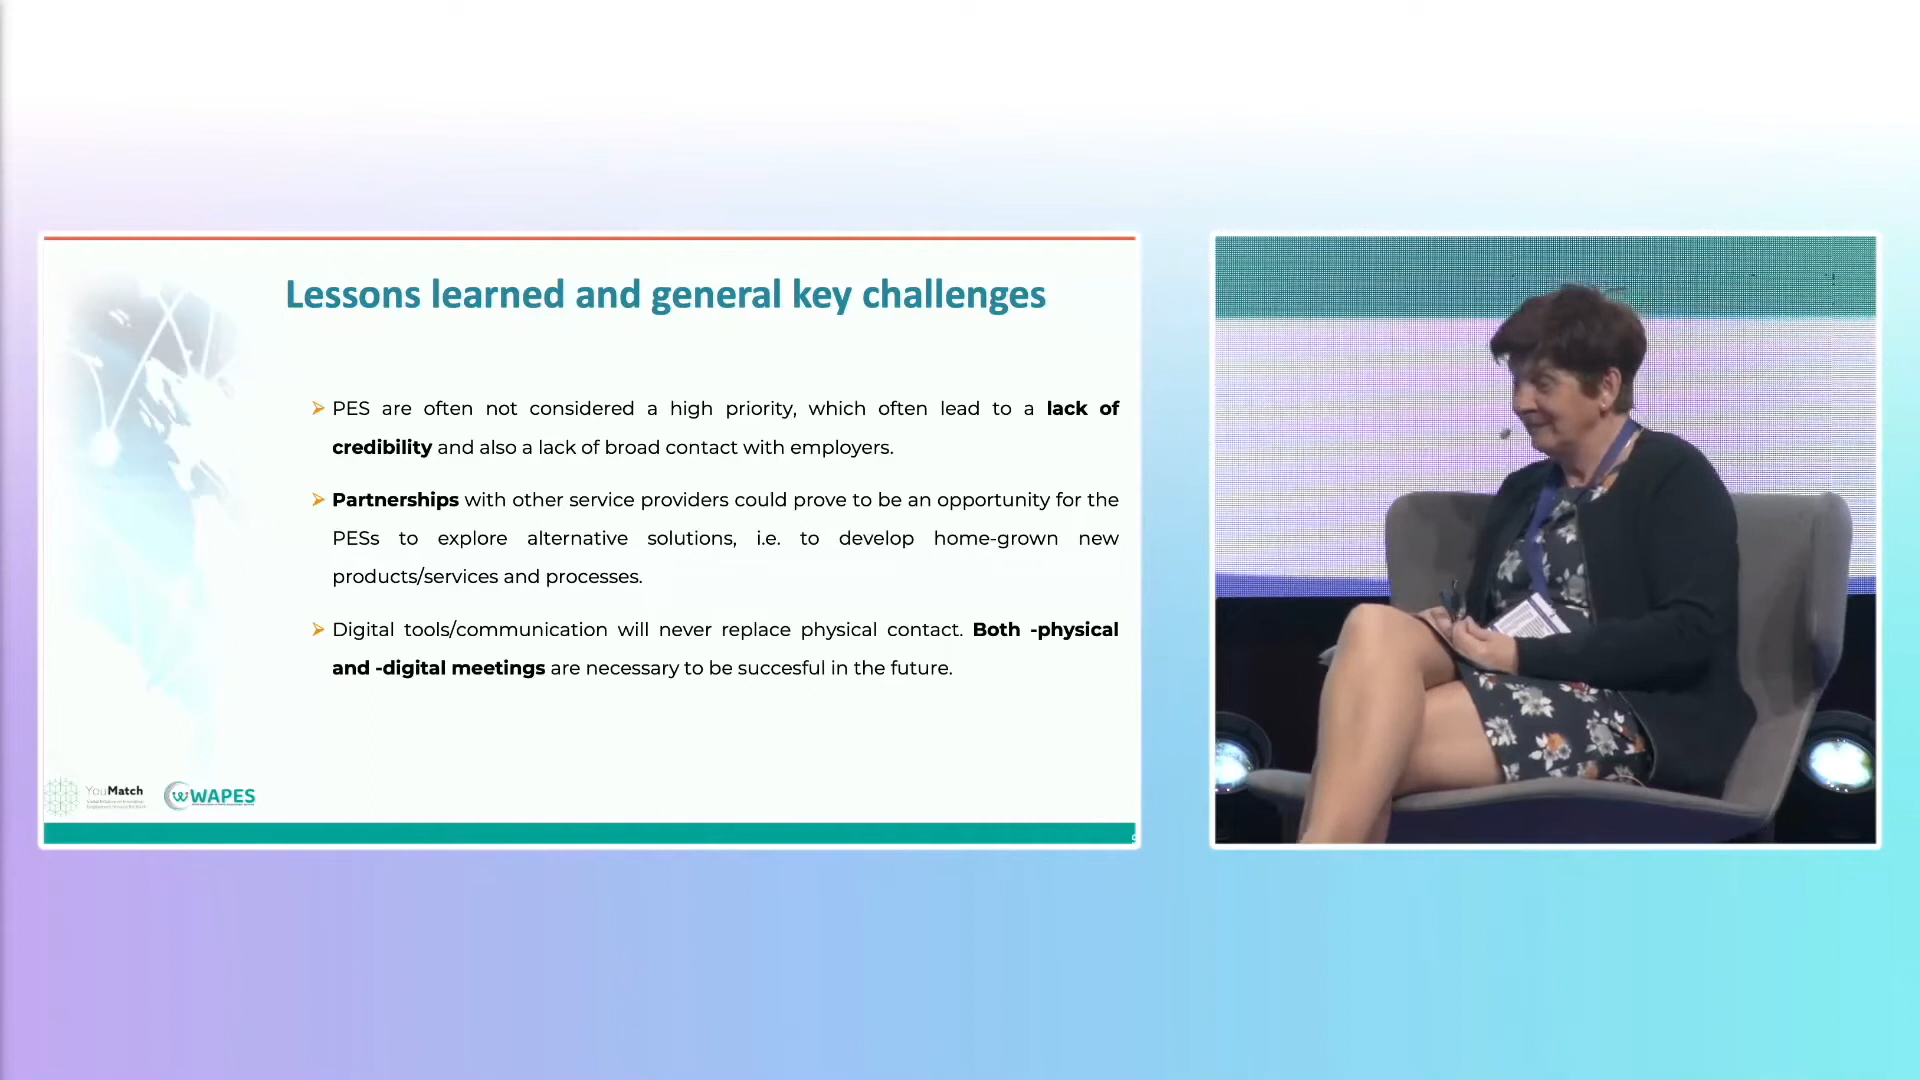 Lessons learned and general key challenges
PES are often not considered a high priority, which often lead to a lack of
credibility and also a lack of broad contact with employers.
Partnerships with other service providers could prove to be an opportunity for the
PESs to explore alternative solutions, i.e. to develop home-grown new
products/services and processes.
Digital tools/communication will never replace physical contact. Both -physical
and -digital meetings are necessary to be succesful in the future.
YouMatch
WAPES